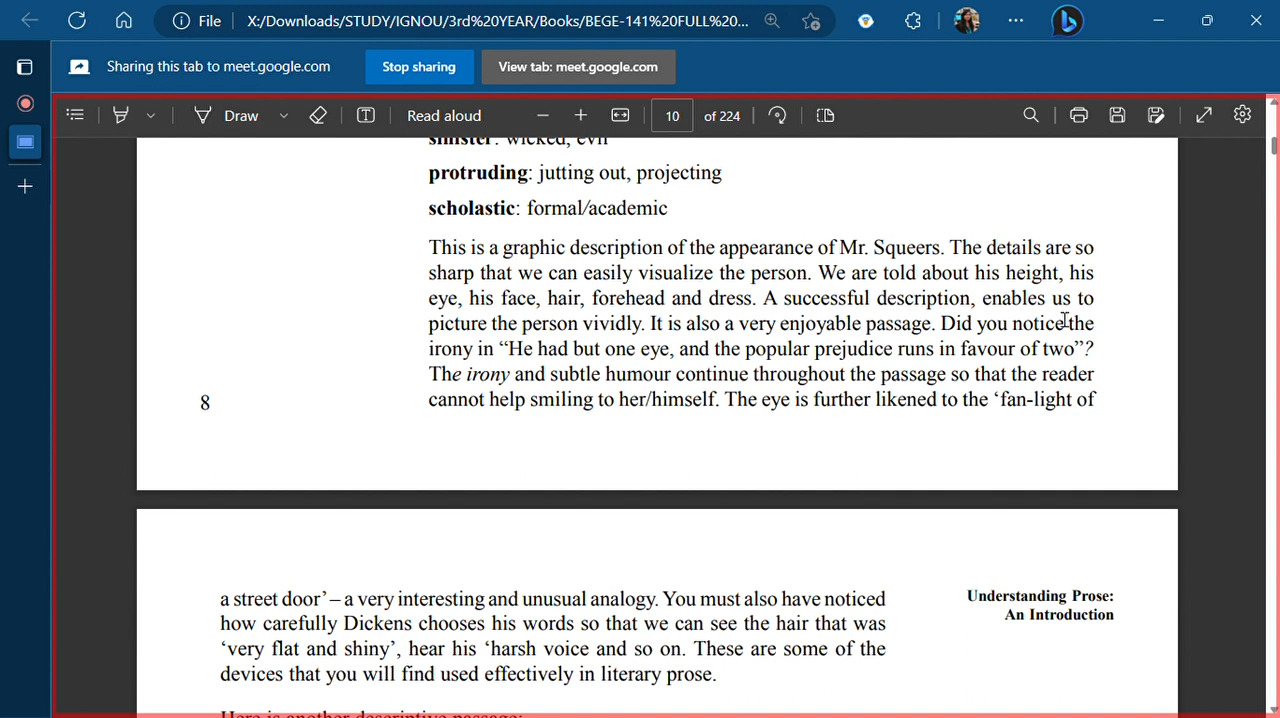 File X:/Downloads/STUDY/IGNOU/3rd%20YEAR/Books/BEGE-141%20FULL%20...
Sharing this tab to meet.google.com Stop sharing View tab: meet.google.com
Draw Read aloud 10 of 224
sinister: wicked, evil
protruding: jutting out, projecting
scholastic: formal/academic
This is a graphic description of the appearance of Mr. Squeers. The details are so
sharp that we can easily visualize the person. We are told about his height, his
eye, his face, hair, forehead and dress. A successful description, enables us to
picture the person vividly. It is also a very enjoyable passage. Did you notice the
irony in “He had but one eye, and the popular prejudice runs in favour of two”?
The irony and subtle humour continue throughout the passage so that the reader
cannot help smiling to her/himself. The eye is further likened to the ‘fan-light of
8
a street door’ – a very interesting and unusual analogy. You must also have noticed
how carefully Dickens chooses his words so that we can see the hair that was
‘very flat and shiny’, hear his ‘harsh voice and so on. These are some of the
devices that you will find used effectively in literary prose.
Understanding Prose:
An Introduction
Here is another descriptive passage: